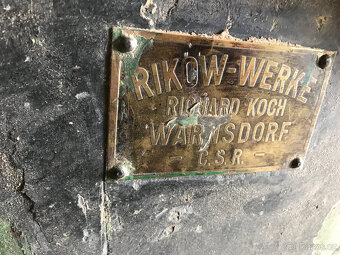 RIKOW-WERKE
RICHARD KOCH
WARNSDORF
- C.S.R. -